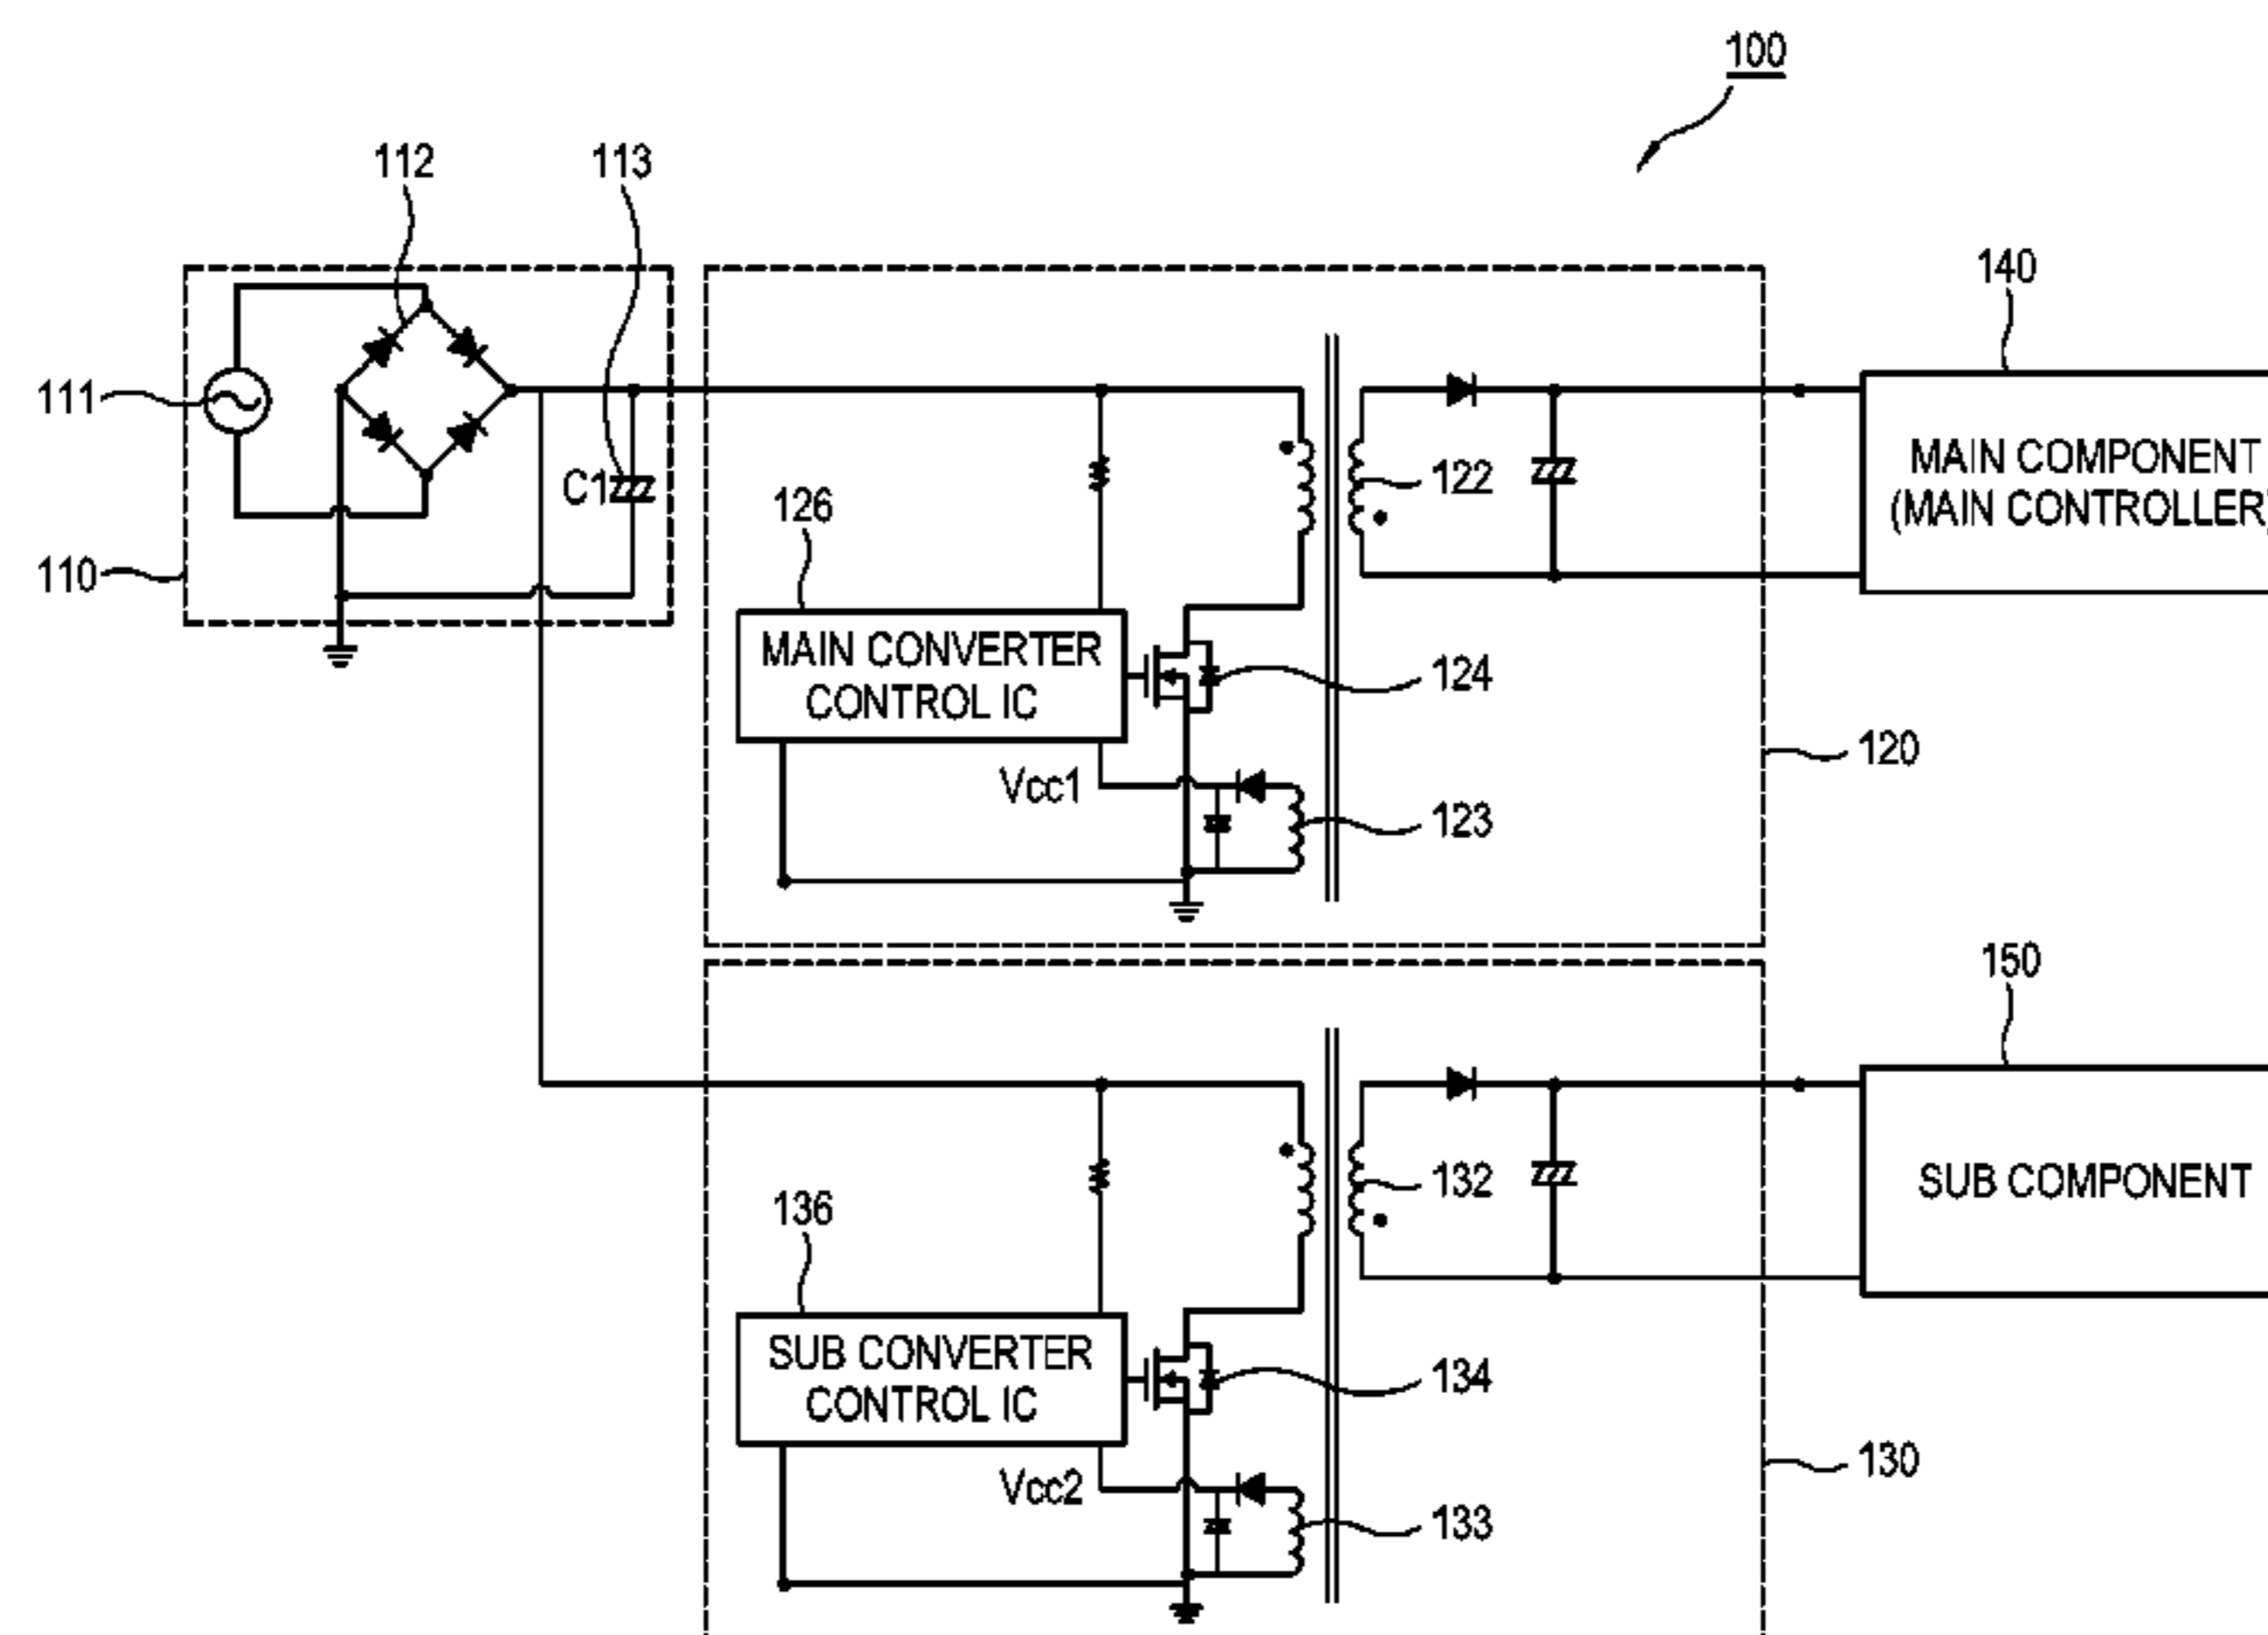 100
112
113
140
111
C1
122
MAIN COMPONENT
(MAIN CONTROLLER)
126
110
MAIN CONVERTER
CONTROL IC
124
120
Vcc1
123
150
132
136
SUB COMPONENT
SUB CONVERTER
CONTROL IC
134
130
Vcc2
133